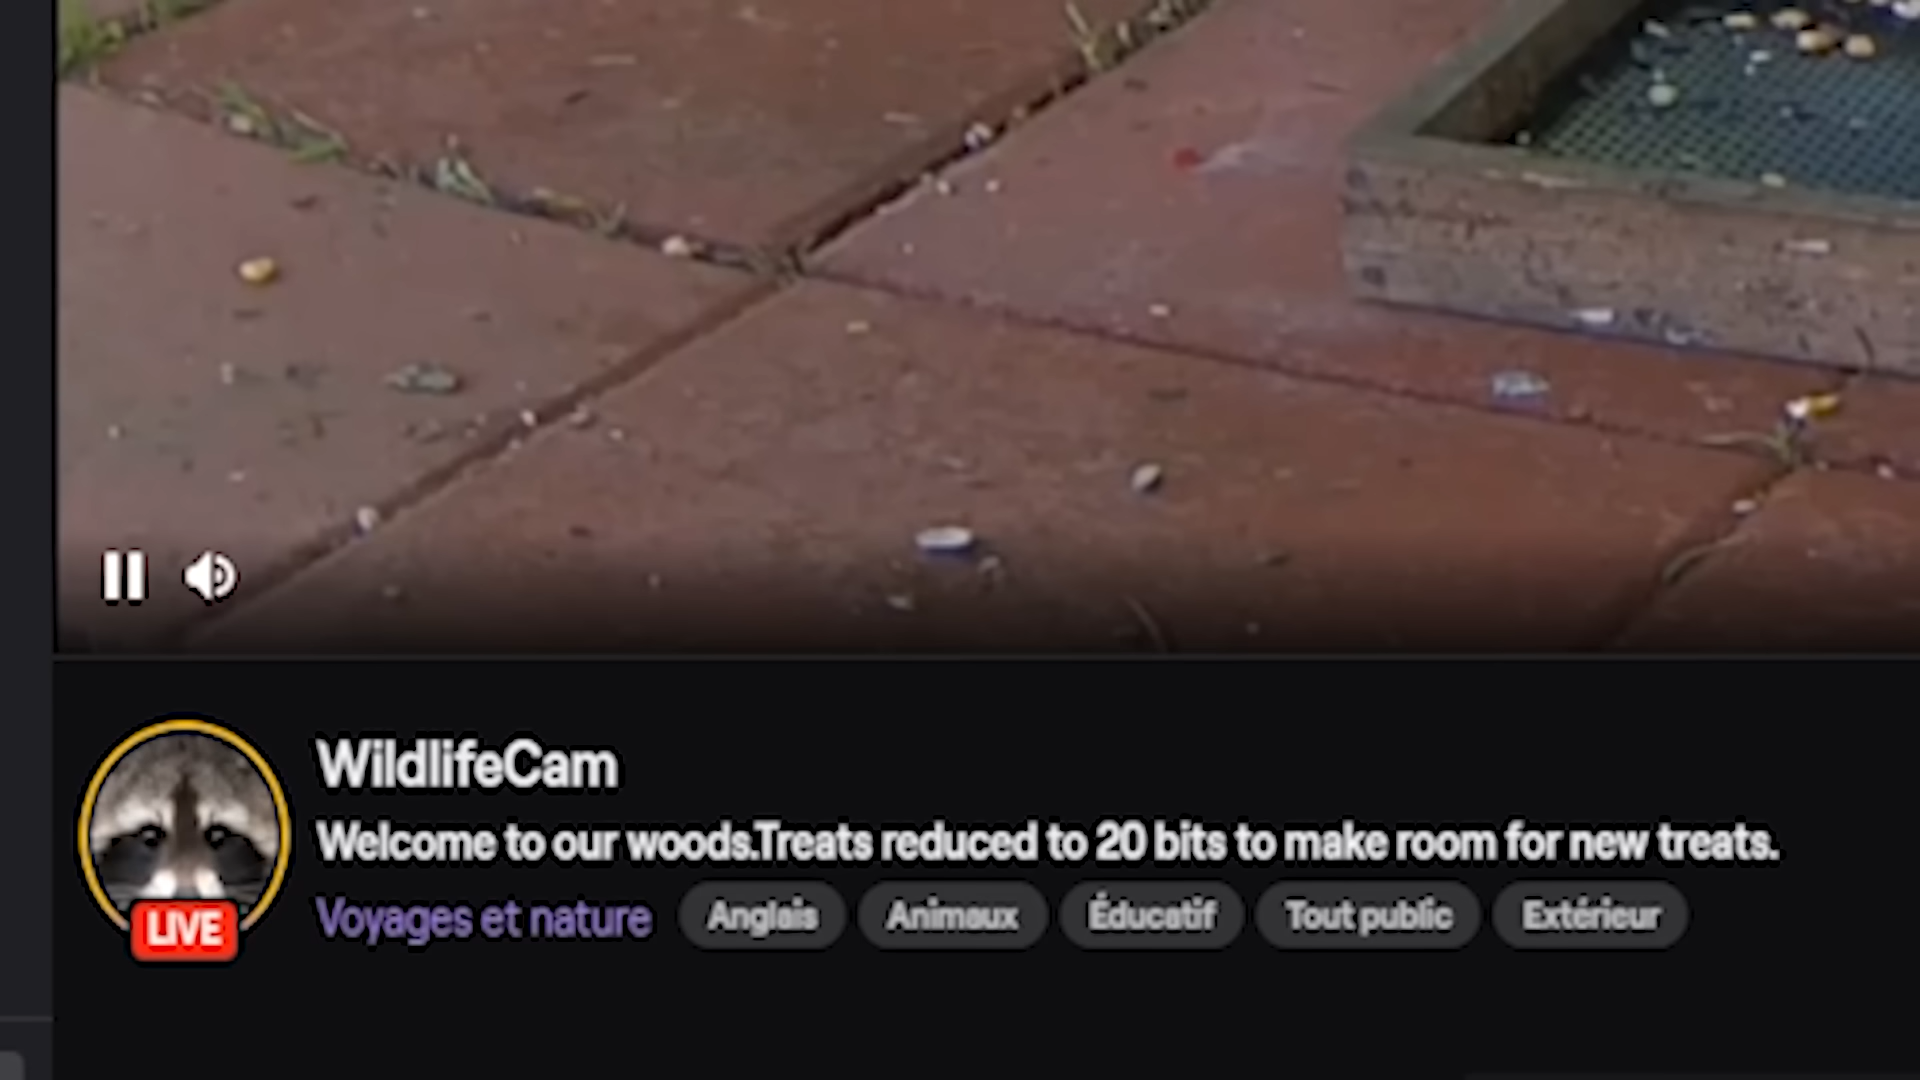 WildlifeCam
Welcome to our woods.Treats reduced to 20 bits to make room for new treats.
Voyages et nature Anglais Animaux Éducatif Tout public Extérieur
LIVE